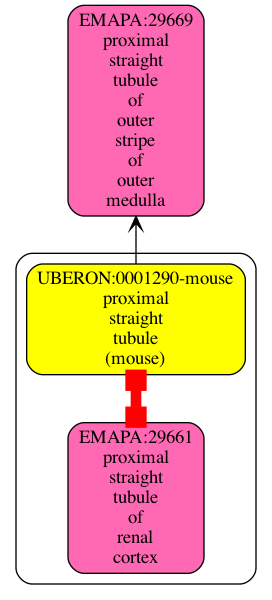 EMAPA:29669
proximal
straight
tubule
of
outer
stripe
of
outer
medulla
UBERON:0001290-mouse
proximal
straight
tubule
(mouse)
EMAPA:29661
proximal
straight
tubule
of
renal
cortex